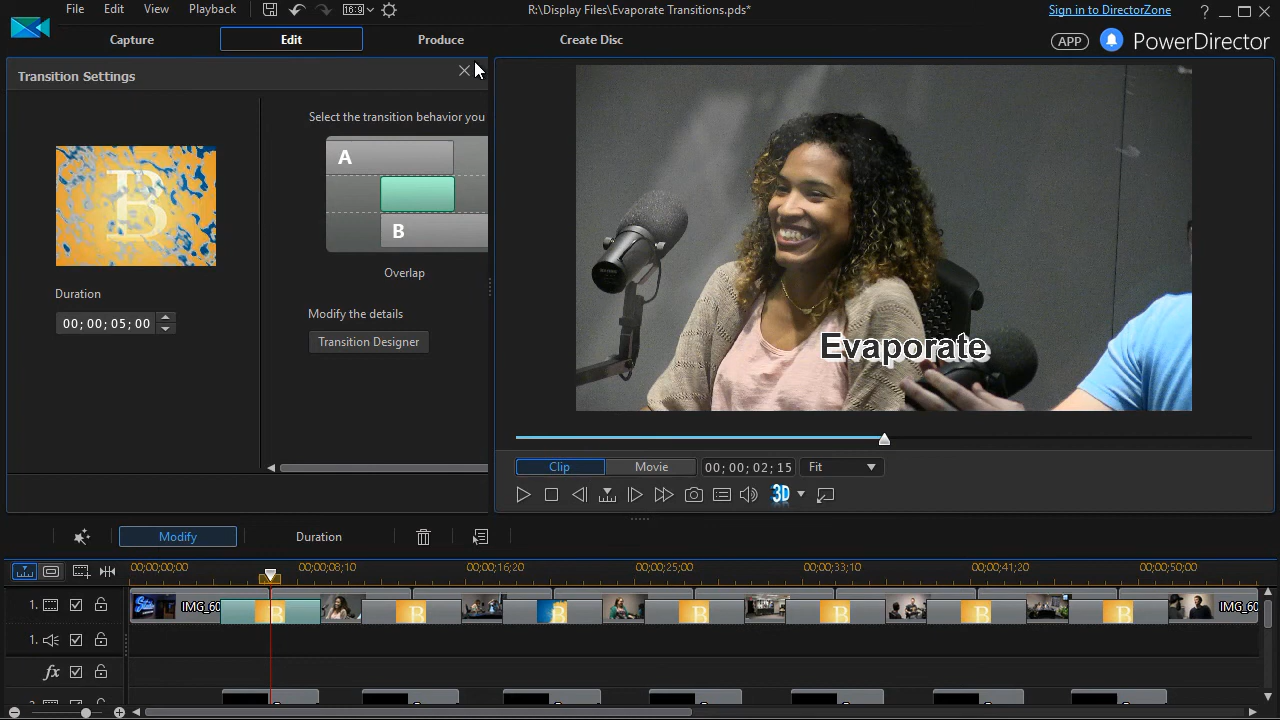 File Edit View Playback 16:9 R:\Display Files\Evaporate Transitions.pds* Sign in to DirectorZone ?
Capture Edit Produce Create Disc APP PowerDirector
Transition Settings
Select the transition behavior you
A
B
B
Overlap
Duration
00;00;05;00
Modify the details
Transition Designer
Evaporate
Clip Movie 00;00;02;15 Fit
3D
Modify Duration
00;00;00;00 00;00;08;10 00;00;16;20 00;00;25;00 00;00;33;10 00;00;41;20 00;00;50;00
1. IMG_60 B B B B B B B IMG_60
1.
fx